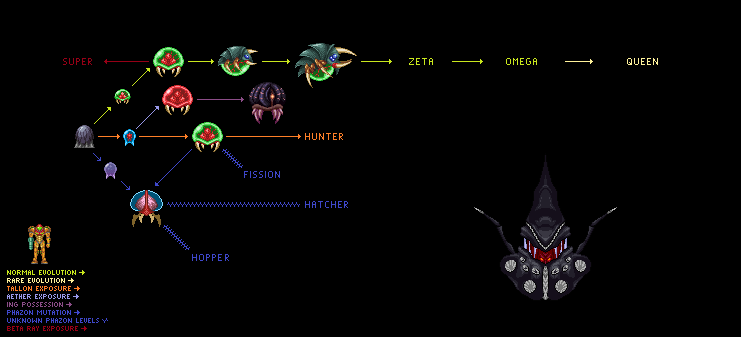 SUPER
ZETA
OMEGA
QUEEN
HUNTER
FISSION
HATCHER
HOPPER
NORMAL EVOLUTION →
RARE EVOLUTION →
TALLON EXPOSURE →
AETHER EXPOSURE →
ING POSSESSION →
PHAZON MUTATION →
UNKNOWN PHAZON LEVELS
BETA RAY EXPOSURE →